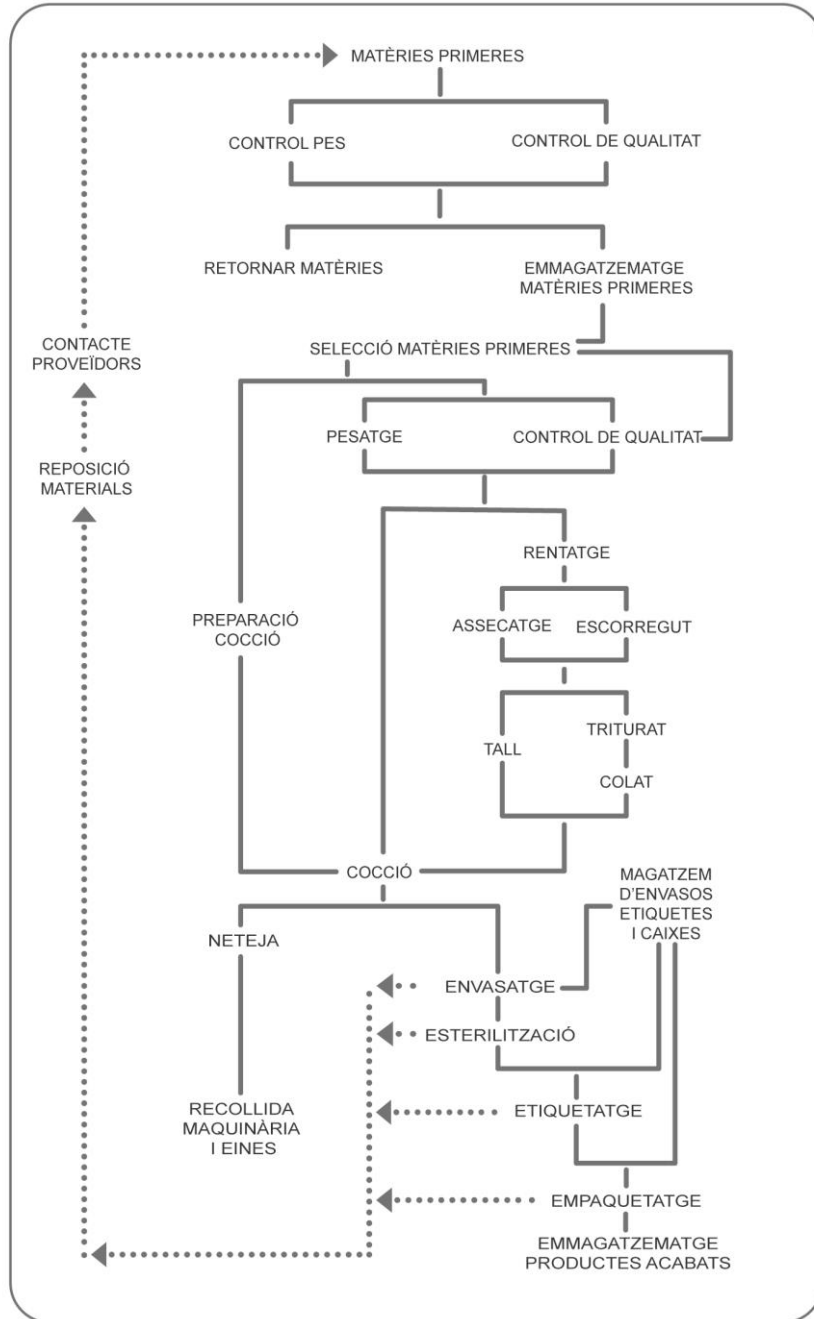 MATÈRIES PRIMERES
CONTROL PES
CONTROL DE QUALITAT
RETORNAR MATÈRIES
EMMAGATZEMATGE
MATÈRIES PRIMERES
CONTACTE
PROVEÏDORS
SELECCIÓ MATÈRIES PRIMERES
PESATGE
CONTROL DE QUALITAT
REPOSICIÓ
MATERIALS
RENTATGE
PREPARACIÓ
COCCIÓ
ASSECATGE
ESCORREGUT
TRITURAT
TALL
COLAT
COCCIÓ
MAGATZEM
D'ENVASOS
ETIQUETES
I CAIXES
NETEJA
ENVASATGE
ESTERILITZACIÓ
RECOLLIDA
MAQUINÀRIA
I EINES
ETIQUETATGE
EMPAQUETATGE
EMMAGATZEMATGE
PRODUCTES ACABATS